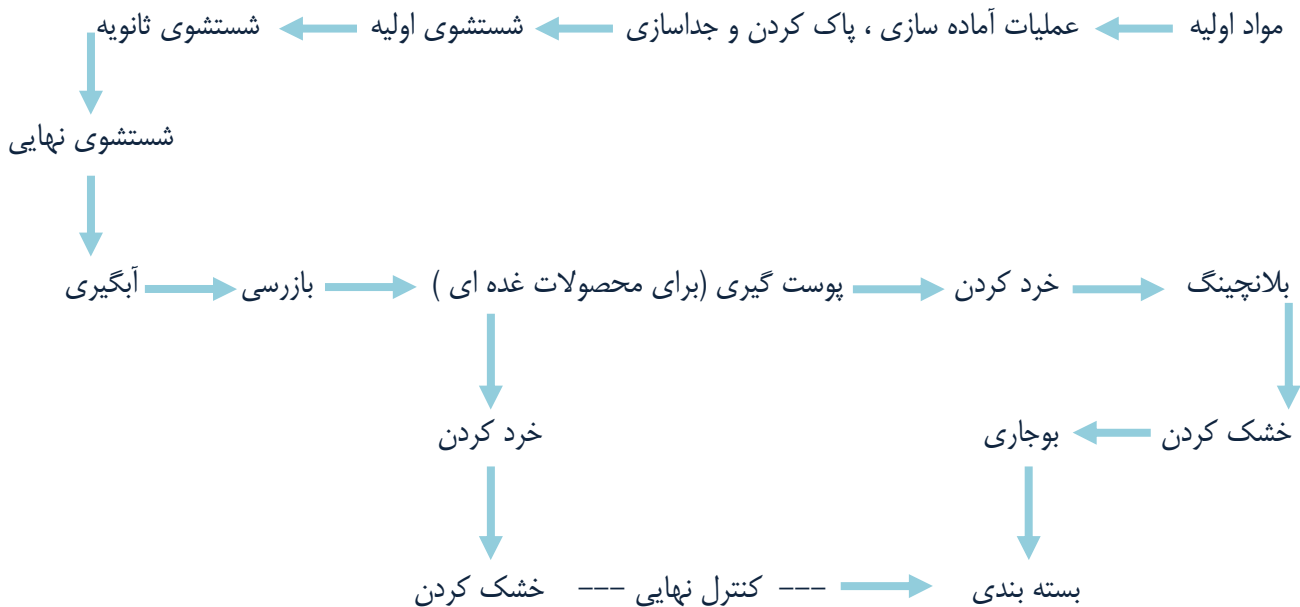 مواد اولیه عملیات آماده سازی ، پاک کردن و جداسازی شستشوی اولیه شستشوی ثانویه
شستشوی نهایی
آبگیری بازرسی پوست گیری (برای محصولات غده ای ) خرد کردن بلانچینگ
خشک کردن بوجاری خرد کردن
خشک کردن --- کنترل نهایی --- بسته بندی